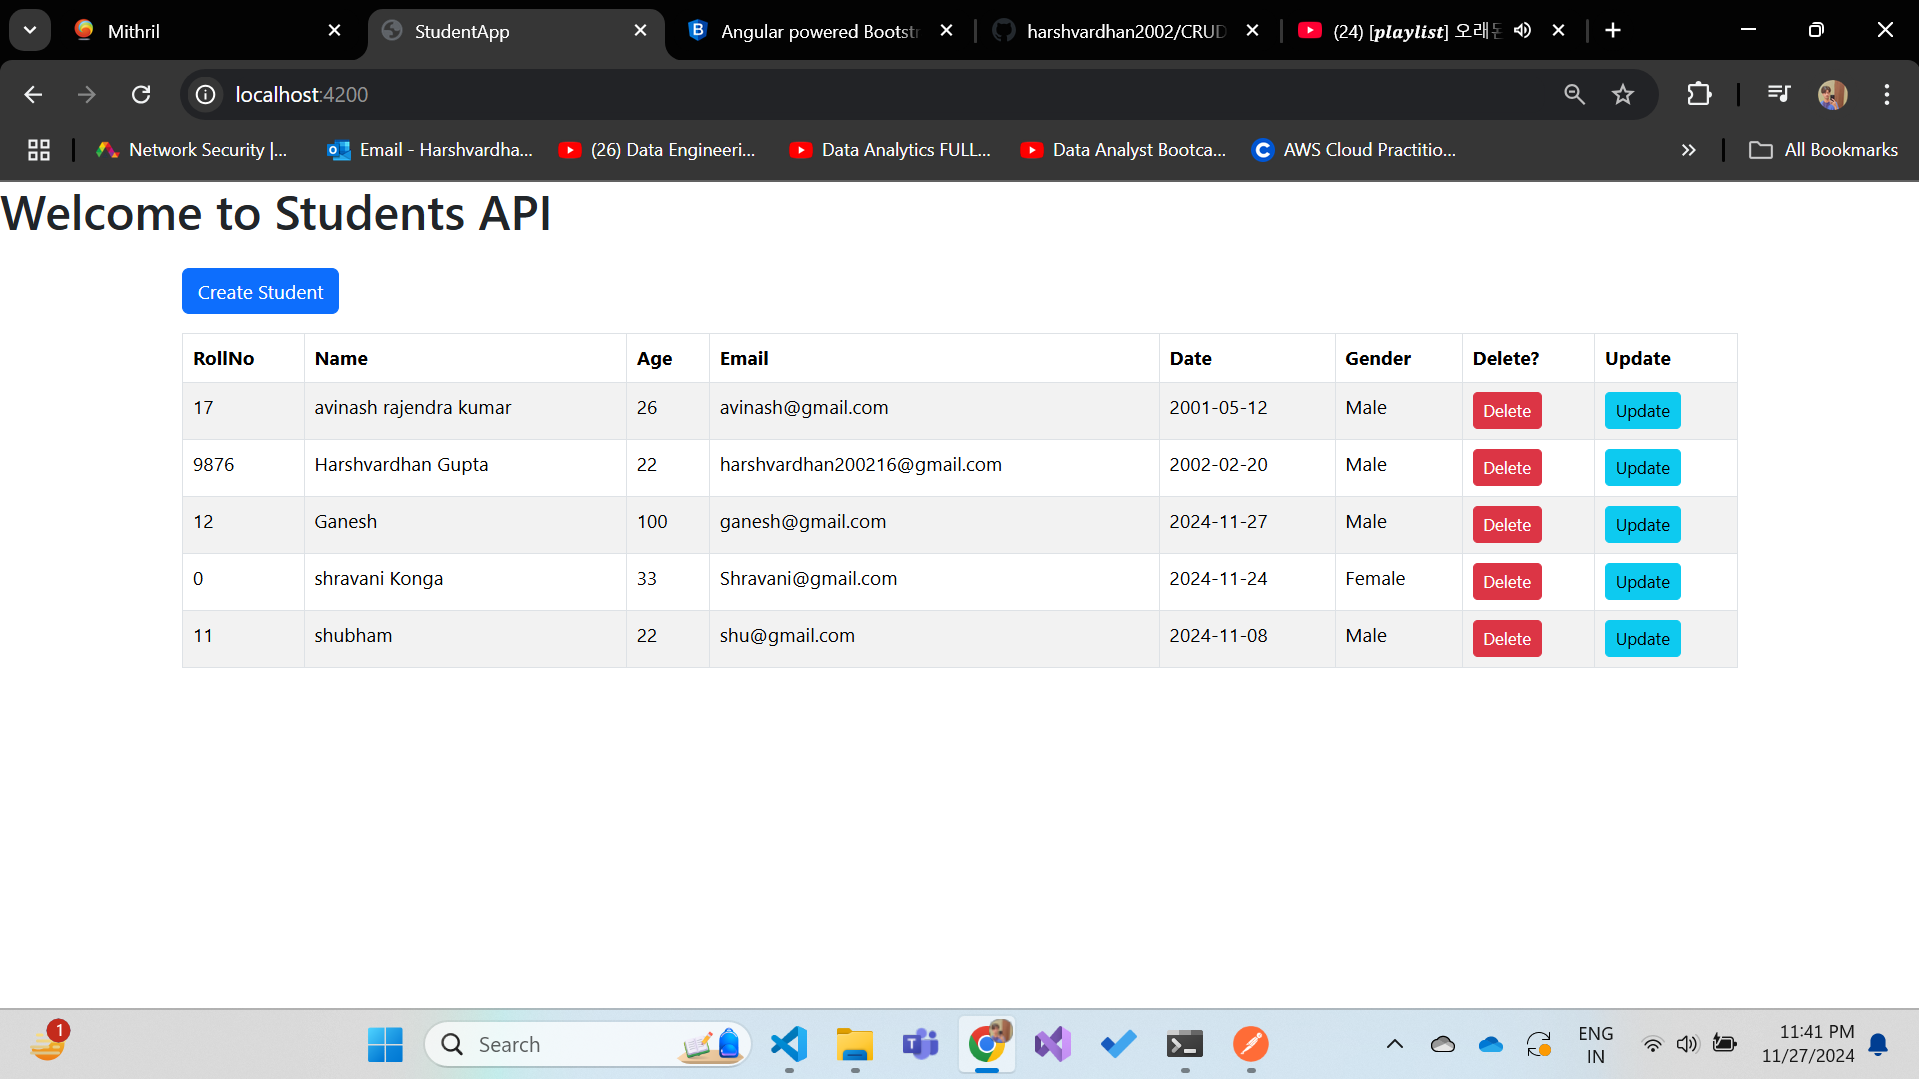 Mithril
StudentApp
Angular powered Bootstr
harshvardhan2002/CRUD
(24) [playlist] 오래된
localhost:4200
Network Security |...
Email - Harshvardha...
(26) Data Engineeri...
Data Analytics FULL...
Data Analyst Bootca...
AWS Cloud Practitio...
All Bookmarks
Welcome to Students API
Create Student
RollNo Name Age Email Date Gender Delete? Update
17 avinash rajendra kumar 26 avinash@gmail.com 2001-05-12 Male Delete Update
9876 Harshvardhan Gupta 22 harshvardhan200216@gmail.com 2002-02-20 Male Delete Update
12 Ganesh 100 ganesh@gmail.com 2024-11-27 Male Delete Update
0 shravani Konga 33 Shravani@gmail.com 2024-11-24 Female Delete Update
11 shubham 22 shu@gmail.com 2024-11-08 Male Delete Update
1
Search
ENG
IN
11:41 PM
11/27/2024